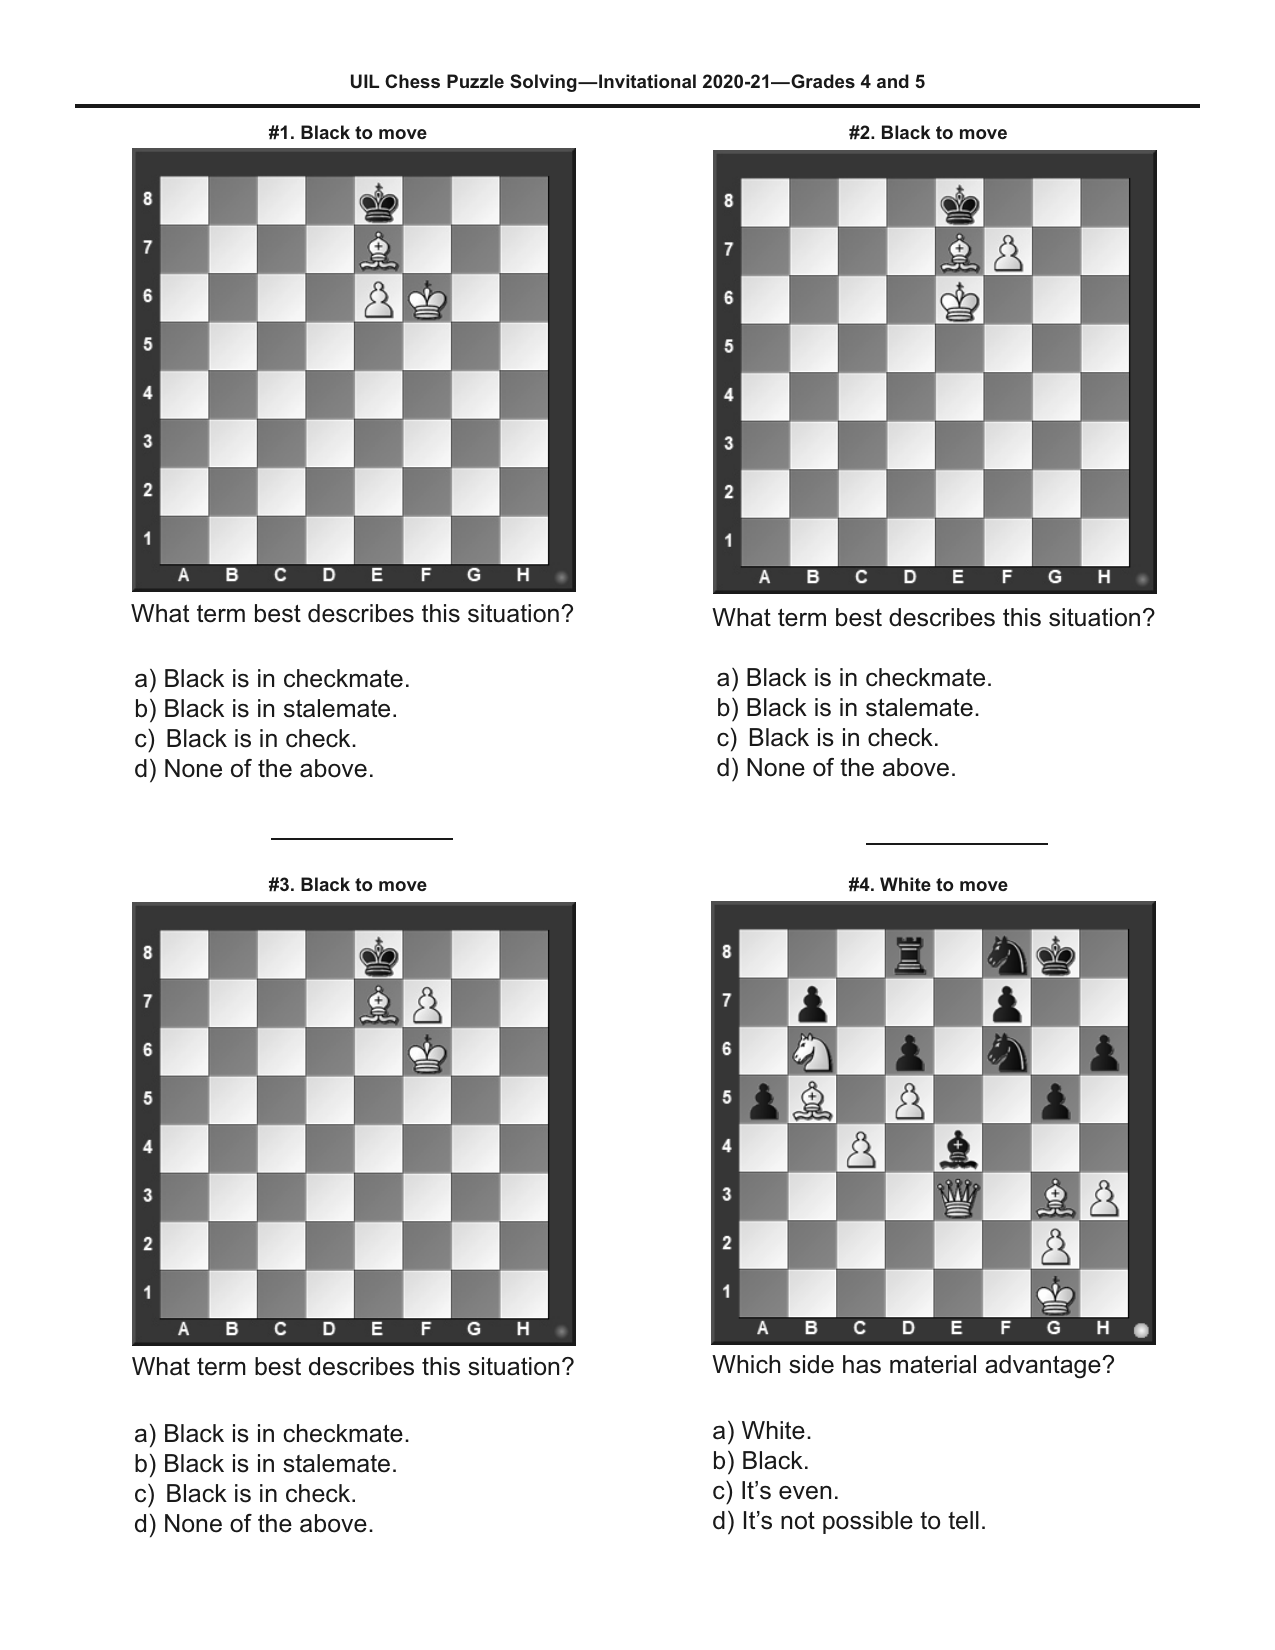 UIL Chess Puzzle Solving—Invitational 2020-21—Grades 4 and 5
#1. Black to move
8
7
6
5
4
3
2
1
A B C D E F G H
What term best describes this situation?
a) Black is in checkmate.
b) Black is in stalemate.
c) Black is in check.
d) None of the above.
#2. Black to move
8
7
6
5
4
3
2
1
A B C D E F G H
What term best describes this situation?
a) Black is in checkmate.
b) Black is in stalemate.
c) Black is in check.
d) None of the above.
#3. Black to move
8
7
6
5
4
3
2
1
A B C D E F G H
What term best describes this situation?
a) Black is in checkmate.
b) Black is in stalemate.
c) Black is in check.
d) None of the above.
#4. White to move
8
7
6
5
4
3
2
1
A B C D E F G H
Which side has material advantage?
a) White.
b) Black.
c) It’s even.
d) It’s not possible to tell.